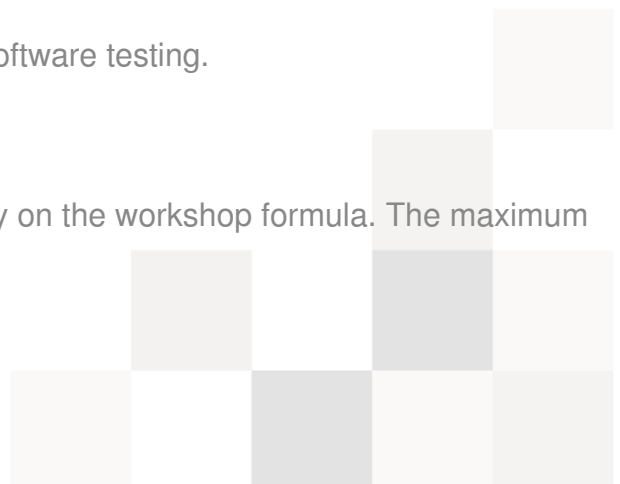 oftware testing.
y on the workshop formula. The maximum